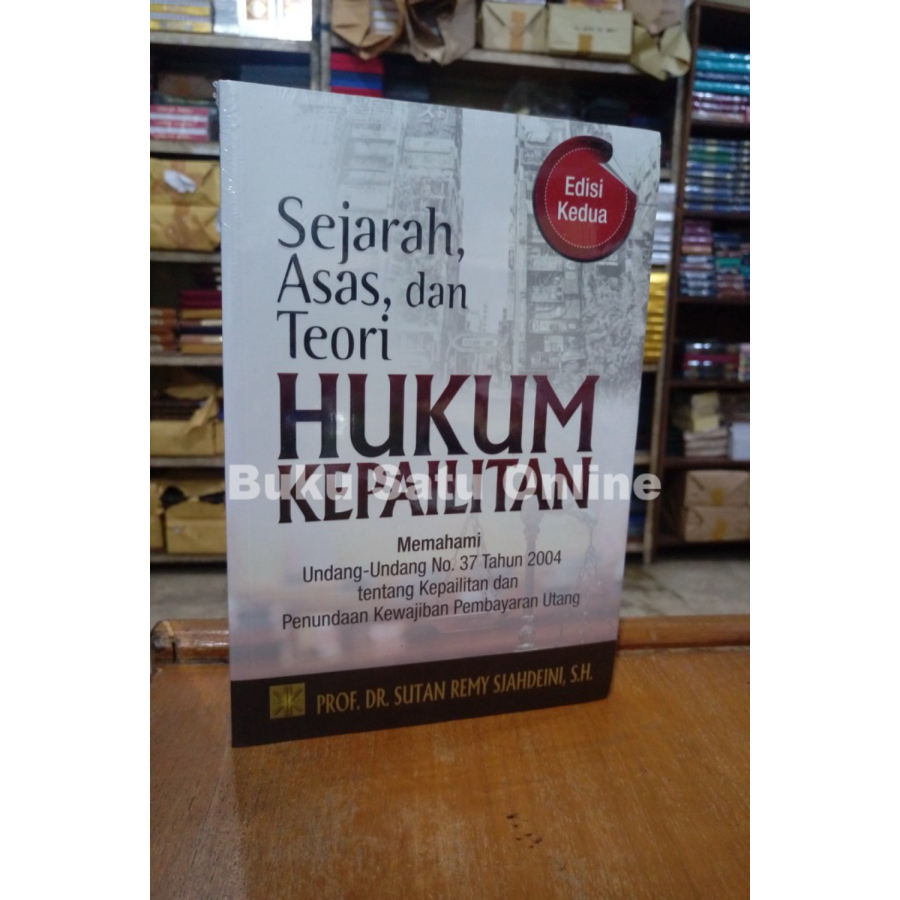 Edisi
Kedua
Sejarah,
Asas, dan
Teori
HUKUM
KEPAILITAN
Buku Satu Online
Memahami
Undang-Undang No. 37 Tahun 2004
tentang Kepailitan dan
Penundaan Kewajiban Pembayaran Utang
PROF. DR. SUTAN REMY SJAHDEINI, S.H.